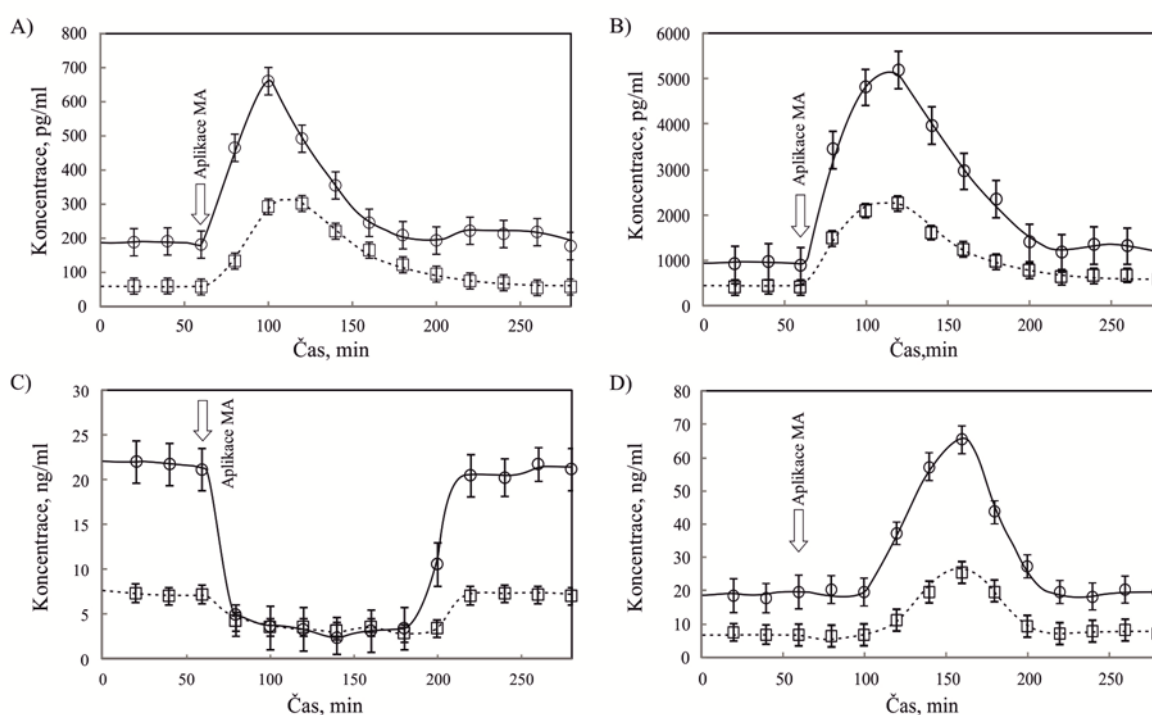 A)
800
700
600
500
400
300
200
100
0
Koncentrace, pg/ml
Aplikace MA
0 50 100 150 200 250
Čas, min
B)
6000
5000
4000
3000
2000
1000
0
Koncentrace, pg/ml
Aplikace MA
0 50 100 150 200 250
Čas,min
C)
30
25
20
15
10
5
0
Koncentrace, ng/ml
Aplikace MA
0 50 100 150 200 250
Čas, min
D)
80
70
60
50
40
30
20
10
0
Koncentrace, ng/ml
Aplikace MA
0 50 100 150 200 250
Čas, min